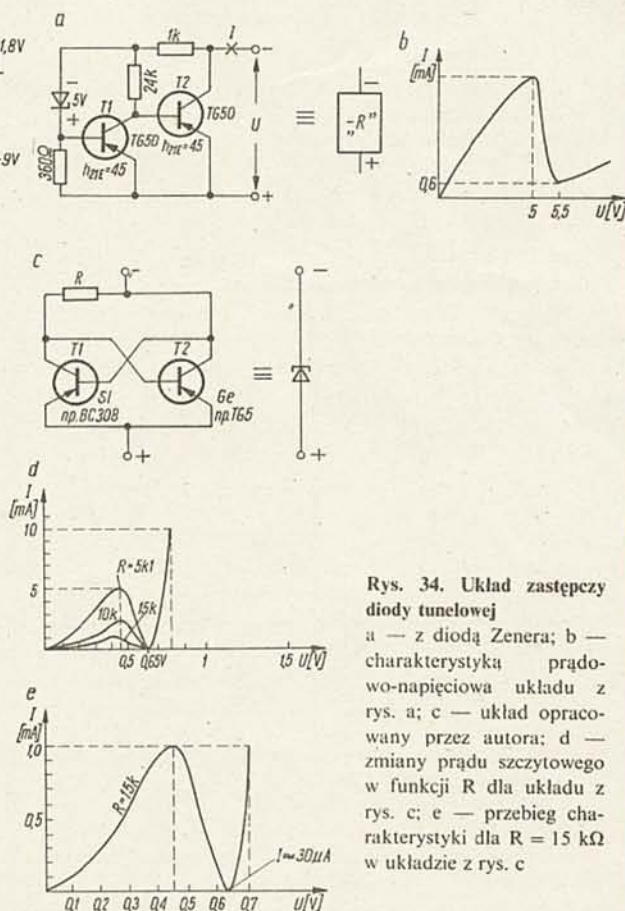 a
1,8V
-9V
1k
I
-
24k
5V
-
+
T1
T2
TG50
TG50
h21E=45
h21E=45
360Ω
U
+
≡
-
„-R”
+
b
I
[mA]
0,6
5
5,5
U[V]
c
R
-
T1
T2
Si
np.BC308
Ge
np.TG5
+
≡
-
+
d
I
[mA]
10
5
R=5k1
10k
15k
0,5
0,65V
1
1,5
U[V]
e
I
[mA]
1,0
0,5
R=15k
I≈30µA
0,1
0,2
0,3
0,4
0,5
0,6
0,7
U[V]
Rys. 34. Układ zastępczy
diody tunelowej
a — z diodą Zenera; b —
charakterystyką prądo-
wo-napięciowa układu z
rys. a; c — układ opraco-
wany przez autora; d —
zmiany prądu szczytowego
w funkcji R dla układu z
rys. c; e — przebieg cha-
rakterystyki dla R = 15 kΩ
w układzie z rys. c